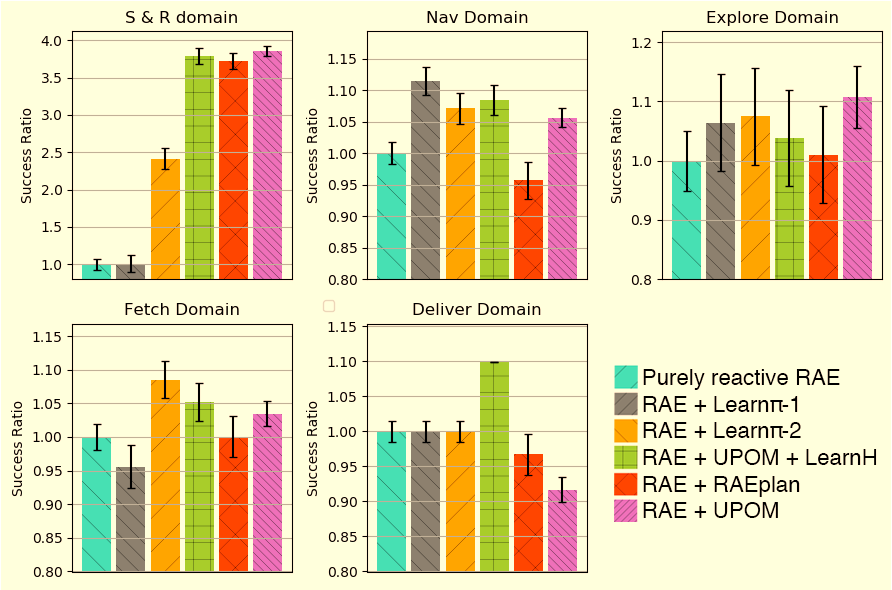 S & R domain
Nav Domain
Explore Domain
Success Ratio
4.0
3.5
3.0
2.5
2.0
1.5
1.0
Success Ratio
1.15
1.10
1.05
1.00
0.95
0.90
0.85
0.80
Success Ratio
1.2
1.1
1.0
0.9
0.8
Fetch Domain
Deliver Domain
Success Ratio
1.15
1.10
1.05
1.00
0.95
0.90
0.85
0.80
Success Ratio
1.15
1.10
1.05
1.00
0.95
0.90
0.85
0.80
Purely reactive RAE
RAE + Learnπ-1
RAE + Learnπ-2
RAE + UPOM + LearnH
RAE + RAEplan
RAE + UPOM